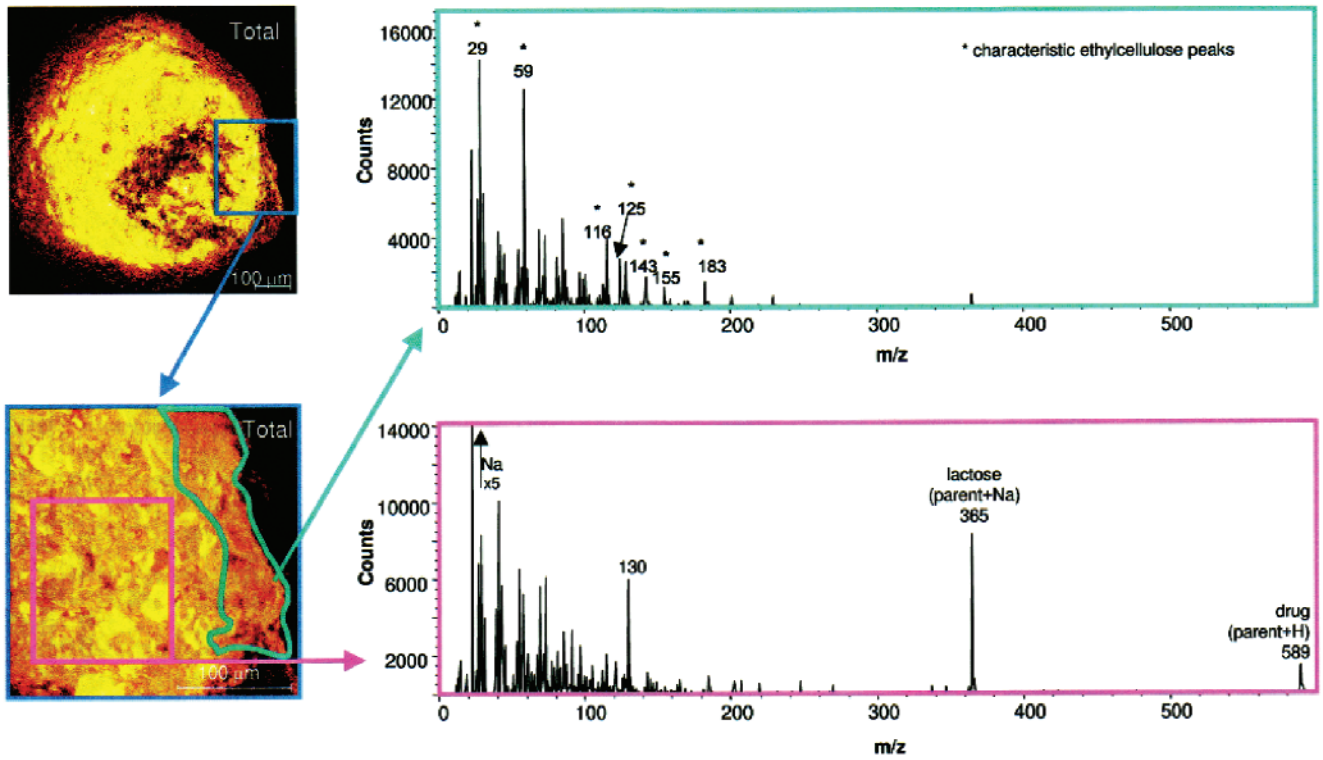 Total
100 μm
Total
100 μm
16000
12000
8000
4000
Counts
* 
29
*
59
* characteristic ethylcellulose peaks
*
116
*
125
*
143
*
155
*
183
0
100
200
300
400
500
m/z
14000
10000
6000
2000
Counts
Na
x5
130
lactose
(parent+Na)
365
drug
(parent+H)
589
0
100
200
300
400
500
m/z